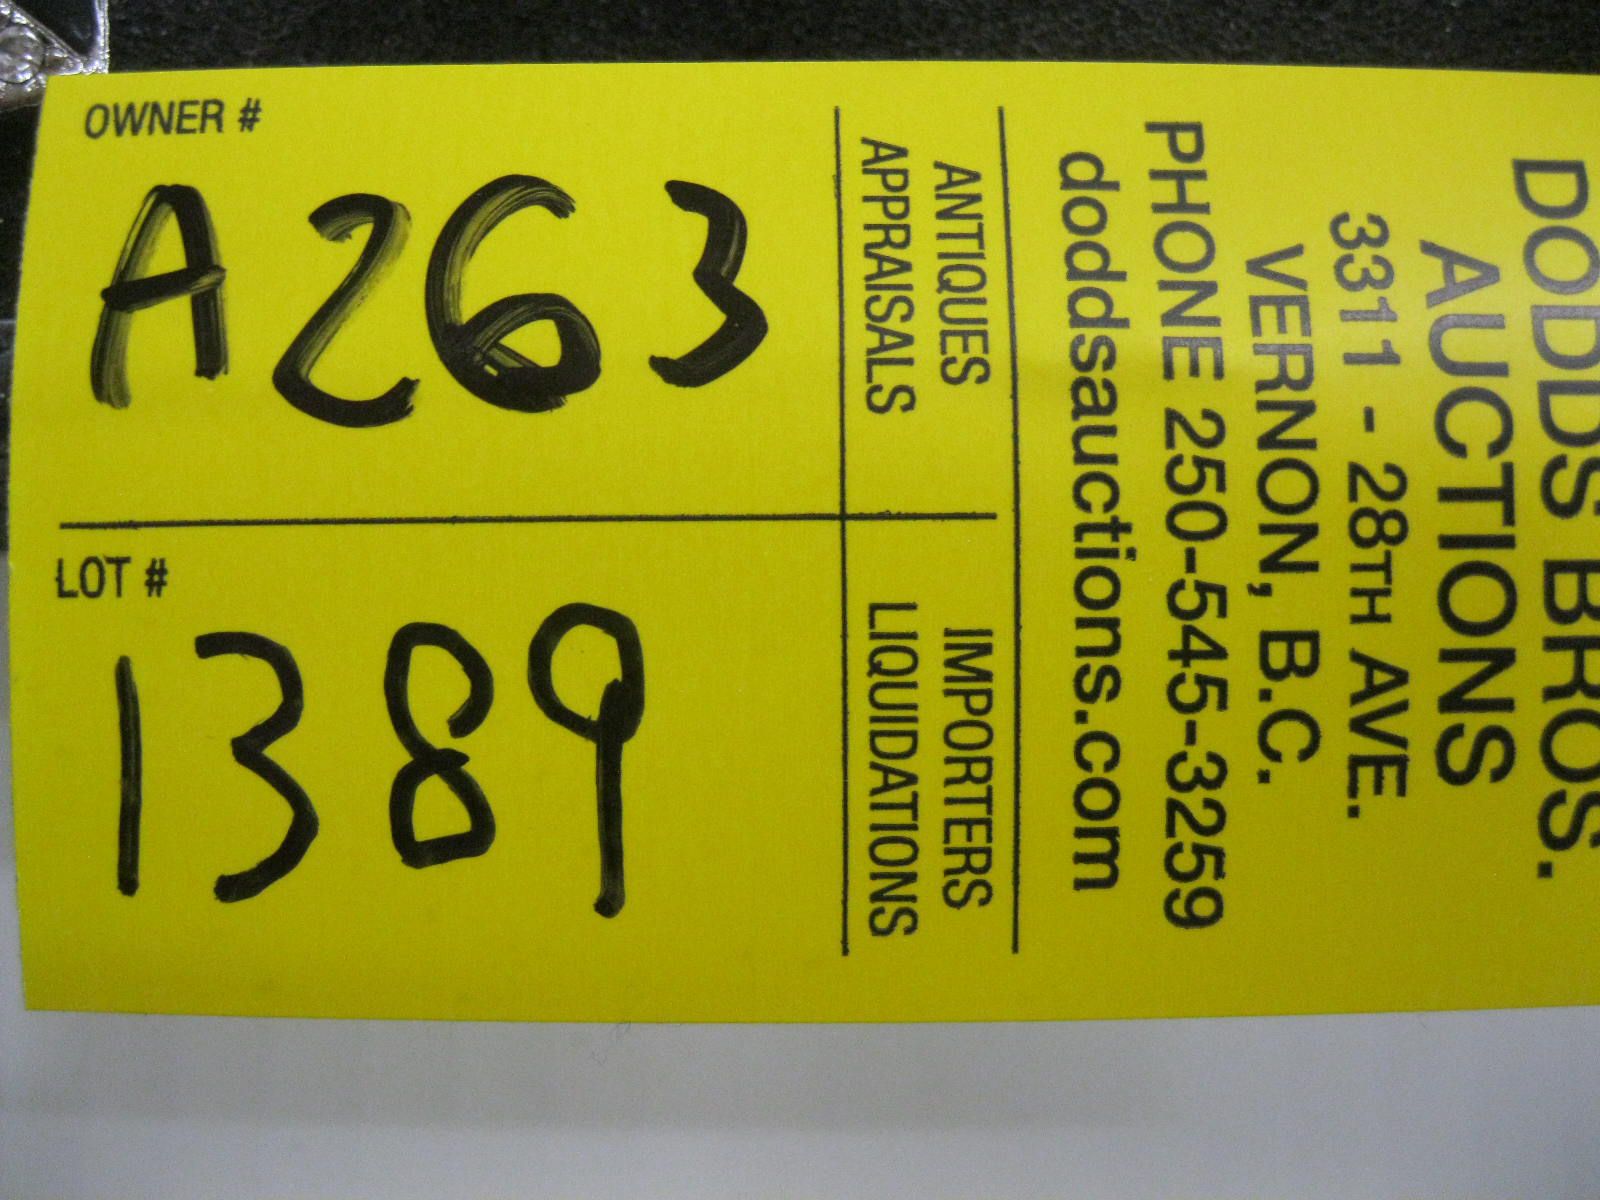 DODDS BROS.
AUCTIONS
3311 - 28TH AVE.
VERNON, B.C.
PHONE 250-545-3259
doddsauctions.com
ANTIQUES IMPORTERS
APPRAISALS LIQUIDATIONS
OWNER #
A263
LOT #
1389